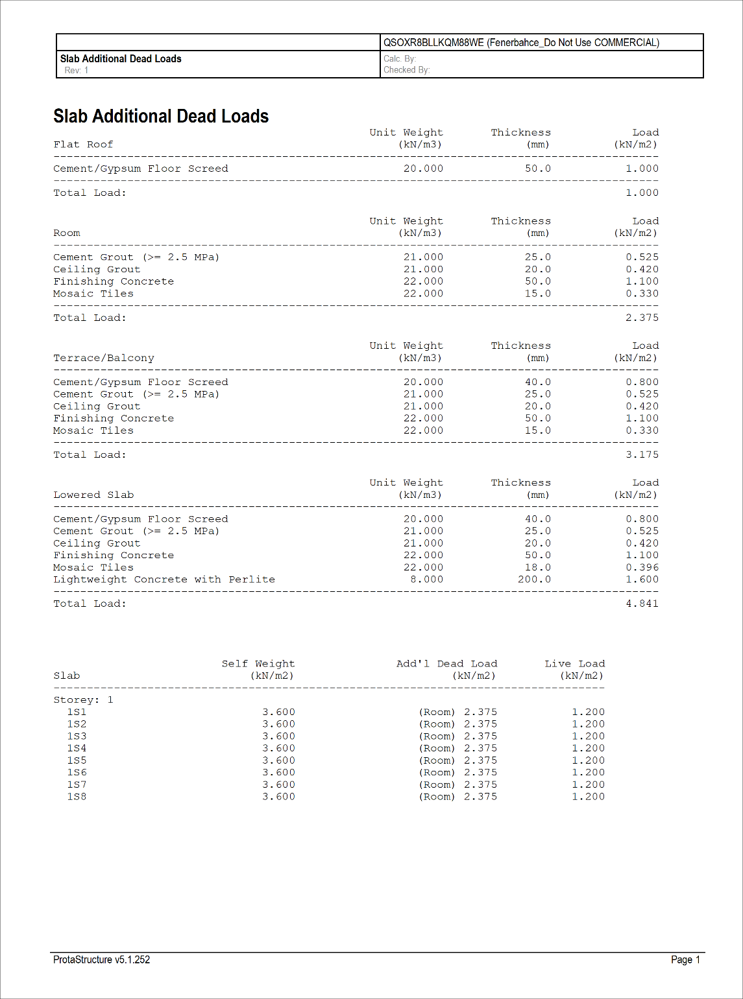 QSOXR8BLLKQM88WE (Fenerbahce_Do Not Use COMMERCIAL)
Slab Additional Dead Loads
Rev: 1
Calc. By:
Checked By:
Slab Additional Dead Loads
Unit Weight Thickness Load
Flat Roof (kN/m3) (mm) (kN/m2)
Cement/Gypsum Floor Screed 20.000 50.0 1.000
Total Load: 1.000
Unit Weight Thickness Load
Room (kN/m3) (mm) (kN/m2)
Cement Grout (>= 2.5 MPa) 21.000 25.0 0.525
Ceiling Grout 21.000 20.0 0.420
Finishing Concrete 22.000 50.0 1.100
Mosaic Tiles 22.000 15.0 0.330
Total Load: 2.375
Unit Weight Thickness Load
Terrace/Balcony (kN/m3) (mm) (kN/m2)
Cement/Gypsum Floor Screed 20.000 40.0 0.800
Cement Grout (>= 2.5 MPa) 21.000 25.0 0.525
Ceiling Grout 21.000 20.0 0.420
Finishing Concrete 22.000 50.0 1.100
Mosaic Tiles 22.000 15.0 0.330
Total Load: 3.175
Unit Weight Thickness Load
Lowered Slab (kN/m3) (mm) (kN/m2)
Cement/Gypsum Floor Screed 20.000 40.0 0.800
Cement Grout (>= 2.5 MPa) 21.000 25.0 0.525
Ceiling Grout 21.000 20.0 0.420
Finishing Concrete 22.000 50.0 1.100
Mosaic Tiles 22.000 18.0 0.396
Lightweight Concrete with Perlite 8.000 200.0 1.600
Total Load: 4.841
Self Weight Add'l Dead Load Live Load
Slab (kN/m2) (kN/m2) (kN/m2)
Storey: 1
1S1 3.600 (Room) 2.375 1.200
1S2 3.600 (Room) 2.375 1.200
1S3 3.600 (Room) 2.375 1.200
1S4 3.600 (Room) 2.375 1.200
1S5 3.600 (Room) 2.375 1.200
1S6 3.600 (Room) 2.375 1.200
1S7 3.600 (Room) 2.375 1.200
1S8 3.600 (Room) 2.375 1.200
ProtaStructure v5.1.252 Page 1